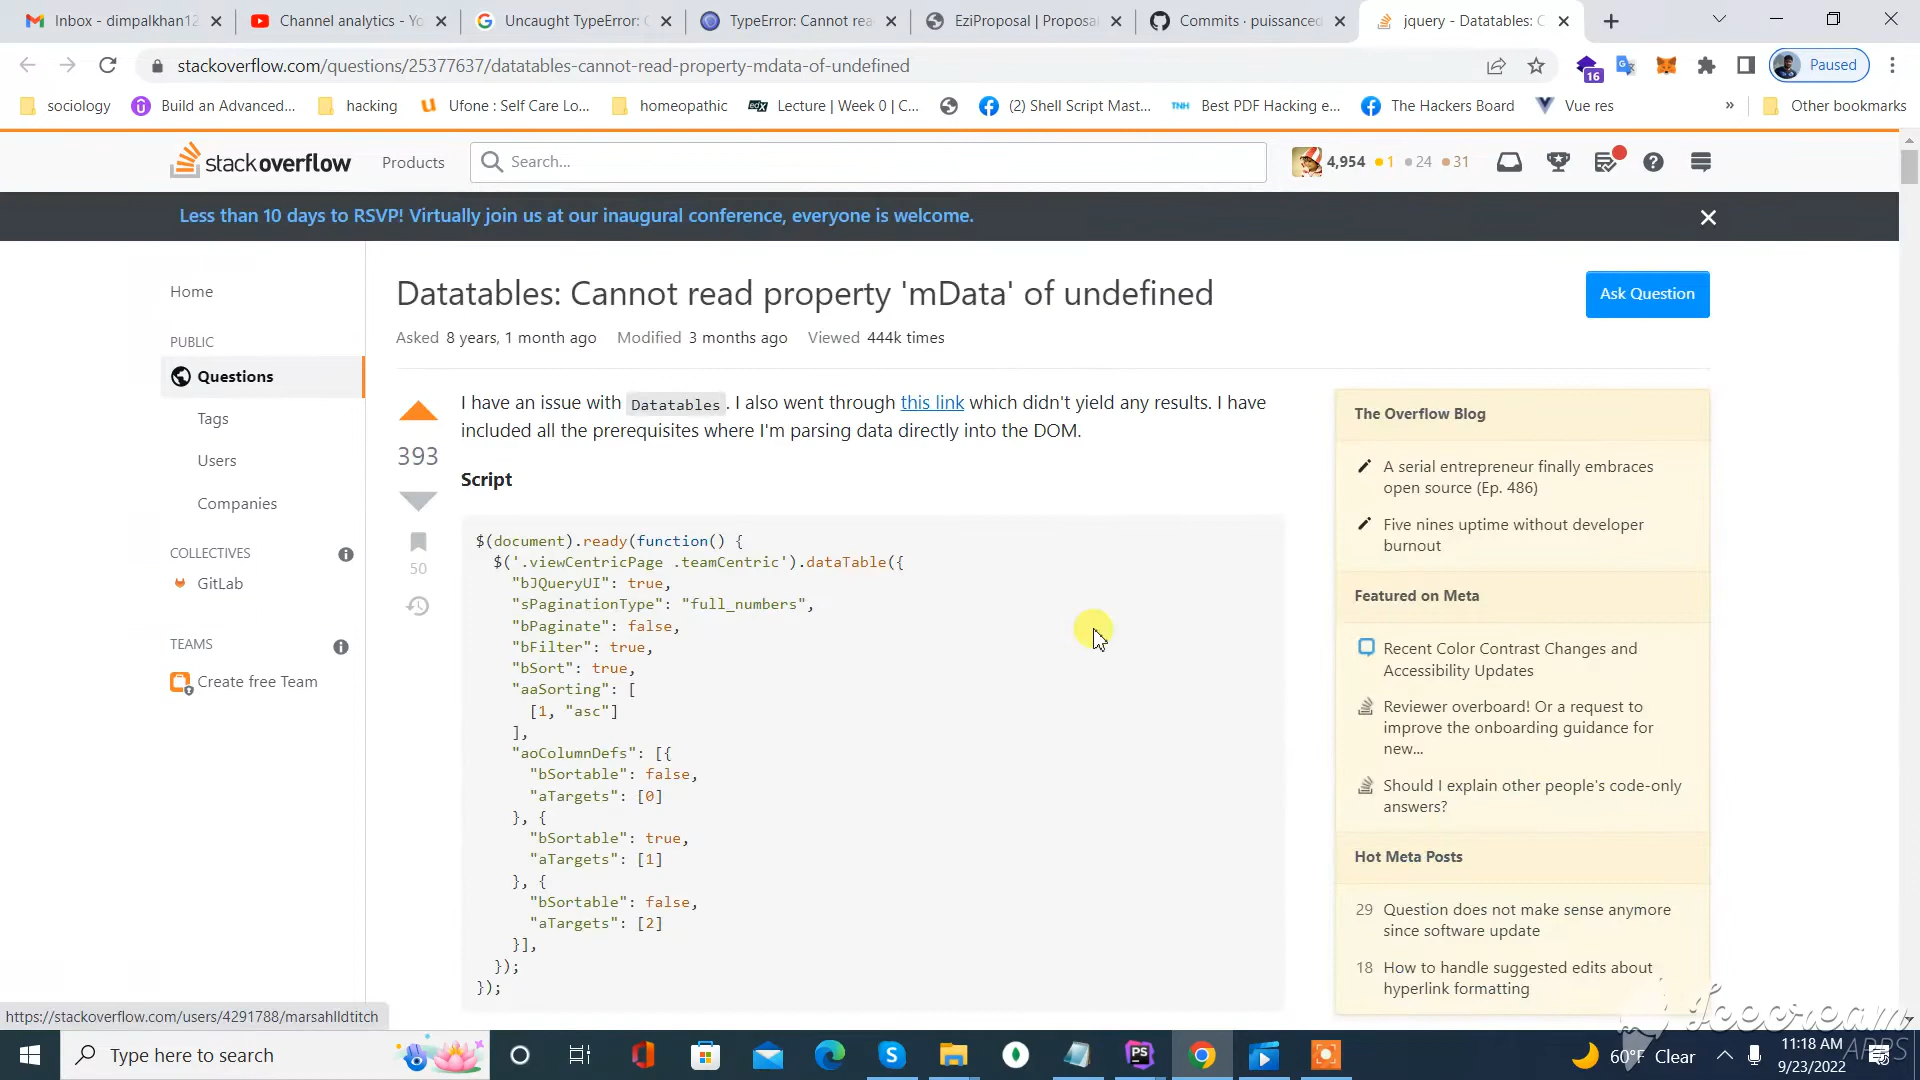 Inbox - dimpalkhan12
Channel analytics - Yo
Uncaught TypeError: C
TypeError: Cannot rea
EziProposal | Proposa
Commits · puissanced
jquery - Datatables: C
stackoverflow.com/questions/25377637/datatables-cannot-read-property-mdata-of-undefined
16
Paused
sociology
Build an Advanced...
hacking
Ufone : Self Care Lo...
homeopathic
edX
Lecture | Week 0 | C...
(2) Shell Script Mast...
TNH
Best PDF Hacking e...
The Hackers Board
Vue res
»
Other bookmarks
stackoverflow
Products
Search...
4,954 1 24 31
Less than 10 days to RSVP! Virtually join us at our inaugural conference, everyone is welcome.
Home
PUBLIC
Questions
Tags
Users
Companies
COLLECTIVES
GitLab
TEAMS
Create free Team
Datatables: Cannot read property 'mData' of undefined
Ask Question
Asked 8 years, 1 month ago Modified 3 months ago Viewed 444k times
393
50
I have an issue with Datatables. I also went through this link which didn't yield any results. I have
included all the prerequisites where I'm parsing data directly into the DOM.
Script
$(document).ready(function() {
$('.viewCentricPage .teamCentric').dataTable({
"bJQueryUI": true,
"sPaginationType": "full_numbers",
"bPaginate": false,
"bFilter": true,
"bSort": true,
"aaSorting": [
[1, "asc"]
],
"aoColumnDefs": [{
"bSortable": false,
"aTargets": [0]
}, {
"bSortable": true,
"aTargets": [1]
}, {
"bSortable": false,
"aTargets": [2]
}],
});
});
The Overflow Blog
A serial entrepreneur finally embraces
open source (Ep. 486)
Five nines uptime without developer
burnout
Featured on Meta
Recent Color Contrast Changes and
Accessibility Updates
Reviewer overboard! Or a request to
improve the onboarding guidance for
new...
Should I explain other people's code-only
answers?
Hot Meta Posts
29 Question does not make sense anymore
since software update
18 How to handle suggested edits about
hyperlink formatting
https://stackoverflow.com/users/4291788/marsahlldtitch
Icecream
APPS
Type here to search
PS
60°F Clear
11:18 AM
9/23/2022